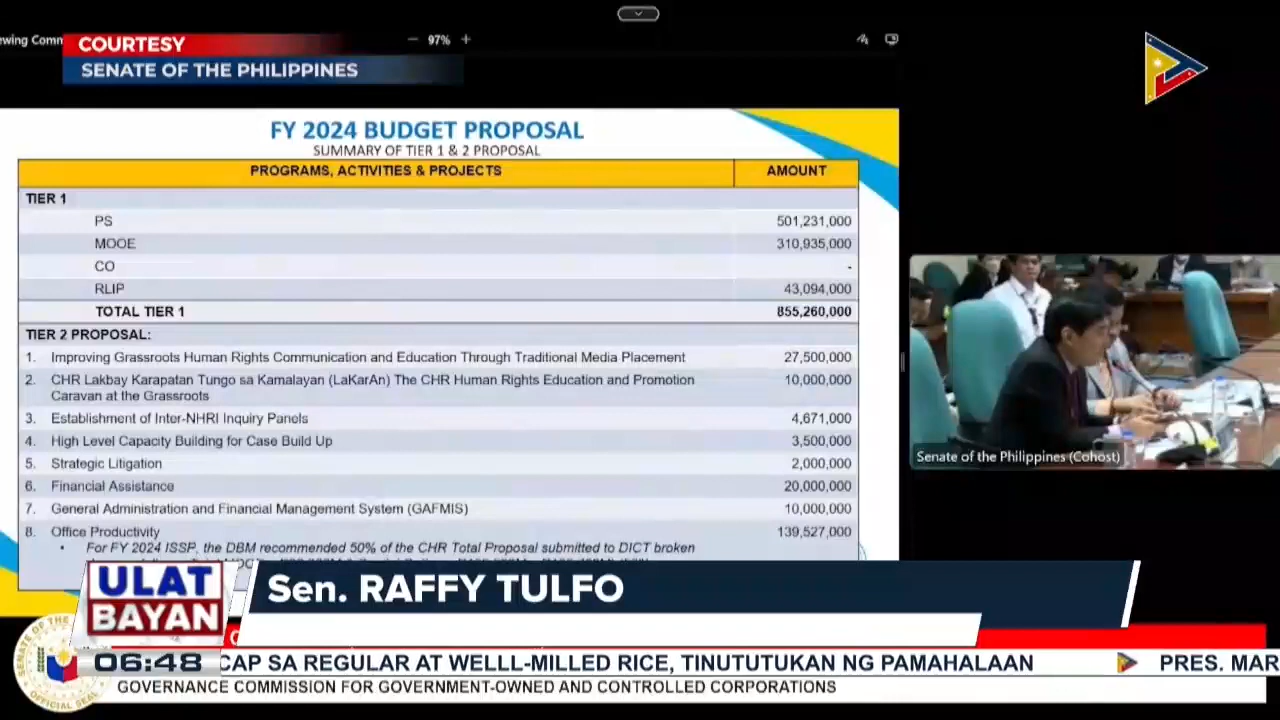 ewing Comm
COURTESY
97%
SENATE OF THE PHILIPPINES
FY 2024 BUDGET PROPOSAL
SUMMARY OF TIER 1 & 2 PROPOSAL
PROGRAMS, ACTIVITIES & PROJECTS AMOUNT
TIER 1
PS 501,231,000
MOOE 310,935,000
CO -
RLIP 43,094,000
TOTAL TIER 1 855,260,000
TIER 2 PROPOSAL:
1. Improving Grassroots Human Rights Communication and Education Through Traditional Media Placement 27,500,000
2. CHR Lakbay Karapatan Tungo sa Kamalayan (LaKarAn) The CHR Human Rights Education and Promotion 10,000,000
Caravan at the Grassroots
3. Establishment of Inter-NHRI Inquiry Panels 4,671,000
4. High Level Capacity Building for Case Build Up 3,500,000
5. Strategic Litigation 2,000,000
6. Financial Assistance 20,000,000
7. General Administration and Financial Management System (GAFMIS) 10,000,000
8. Office Productivity 139,527,000
• For FY 2024 ISSP, the DBM recommended 50% of the CHR Total Proposal submitted to DICT broken
Senate of the Philippines (Cohost)
ULAT
BAYAN
Sen. RAFFY TULFO
06:48
CAP SA REGULAR AT WELLL-MILLED RICE, TINUTUTUKAN NG PAMAHALAAN PRES. MAR
GOVERNANCE COMMISSION FOR GOVERNMENT-OWNED AND CONTROLLED CORPORATIONS